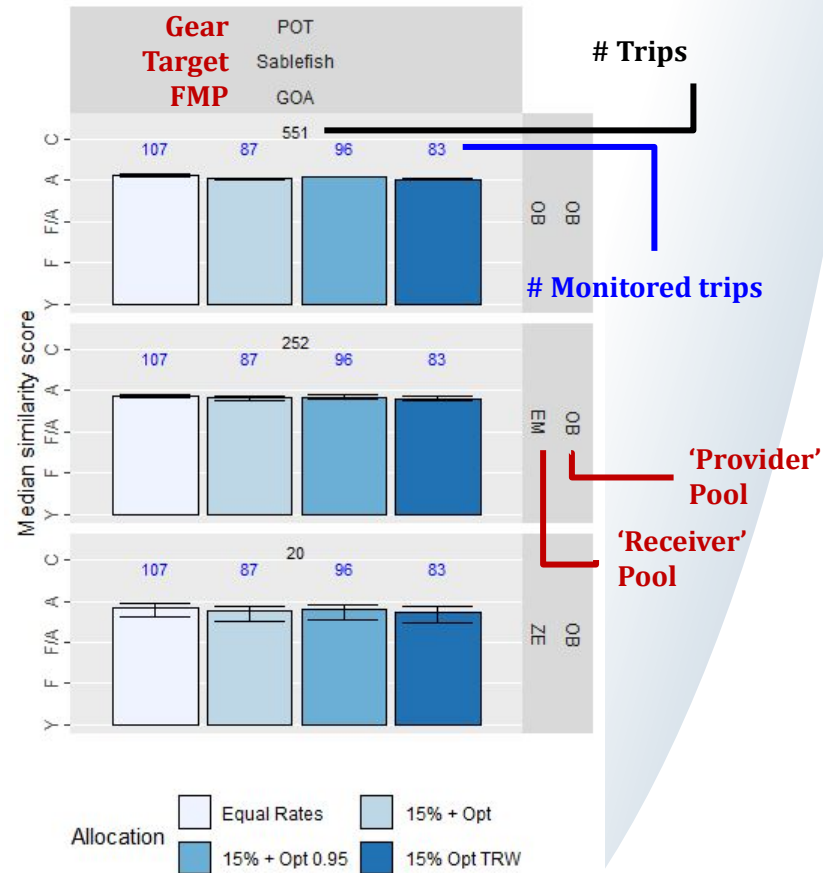 Gear POT
Target Sablefish
FMP GOA
# Trips
551
107 87 96 83
C
A
F/A
F
Y
OB OB
# Monitored trips
252
107 87 96 83
C
A
F/A
F
Y
EM OB
Median similarity score
‘Provider’
Pool
‘Receiver’
Pool
20
107 87 96 83
C
A
F/A
F
Y
ZE OB
Allocation
Equal Rates 15% + Opt
15% + Opt 0.95 15% Opt TRW